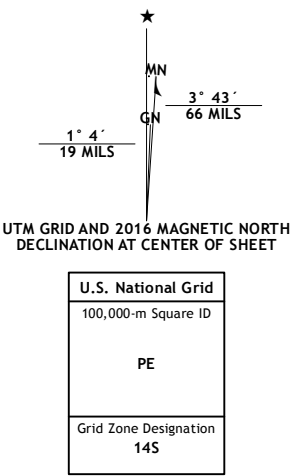 MN
3° 43´
66 MILS
GN
1° 4´
19 MILS
UTM GRID AND 2016 MAGNETIC NORTH
DECLINATION AT CENTER OF SHEET
U.S. National Grid
100,000-m Square ID
PE
Grid Zone Designation
14S